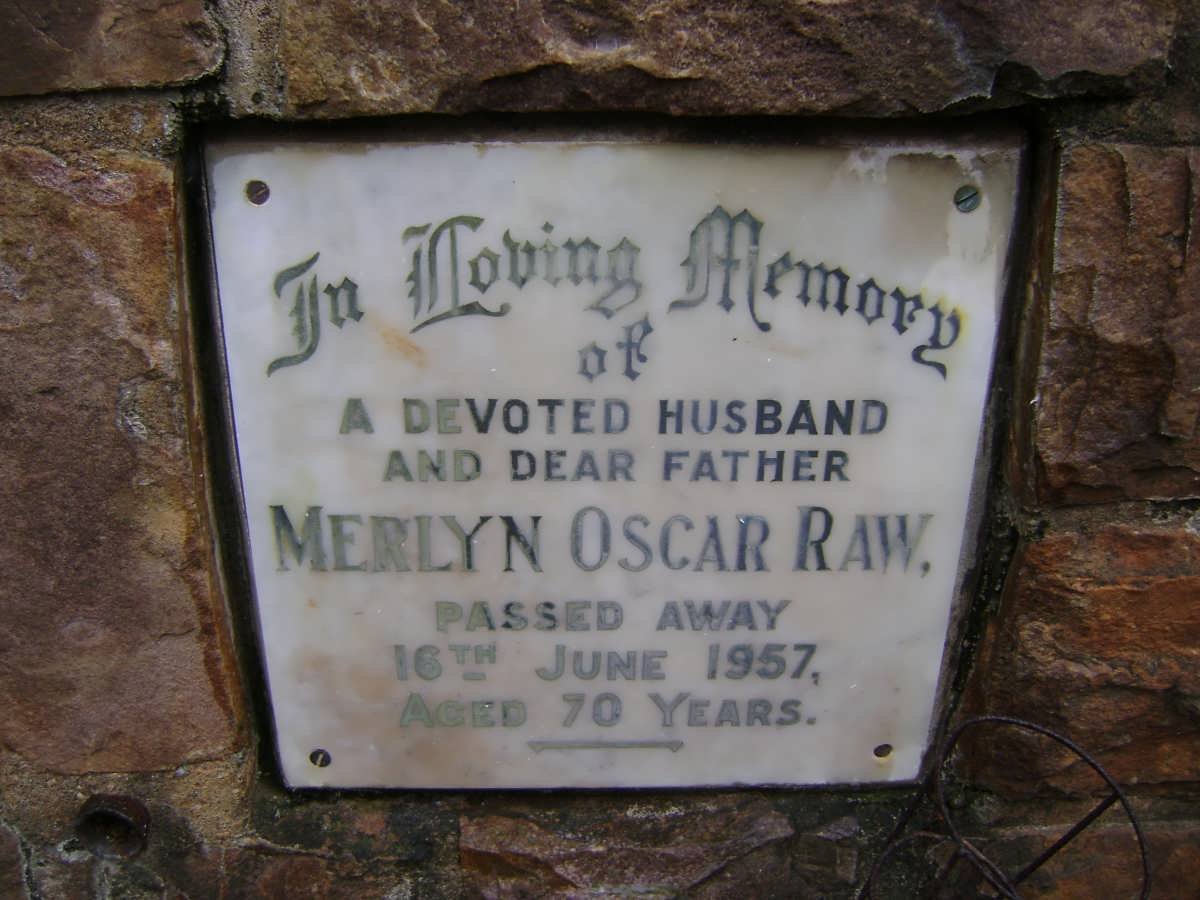 In Loving Memory
of
A DEVOTED HUSBAND
AND DEAR FATHER
MERLYN OSCAR RAW,
PASSED AWAY
16TH JUNE 1957,
AGED 70 YEARS.